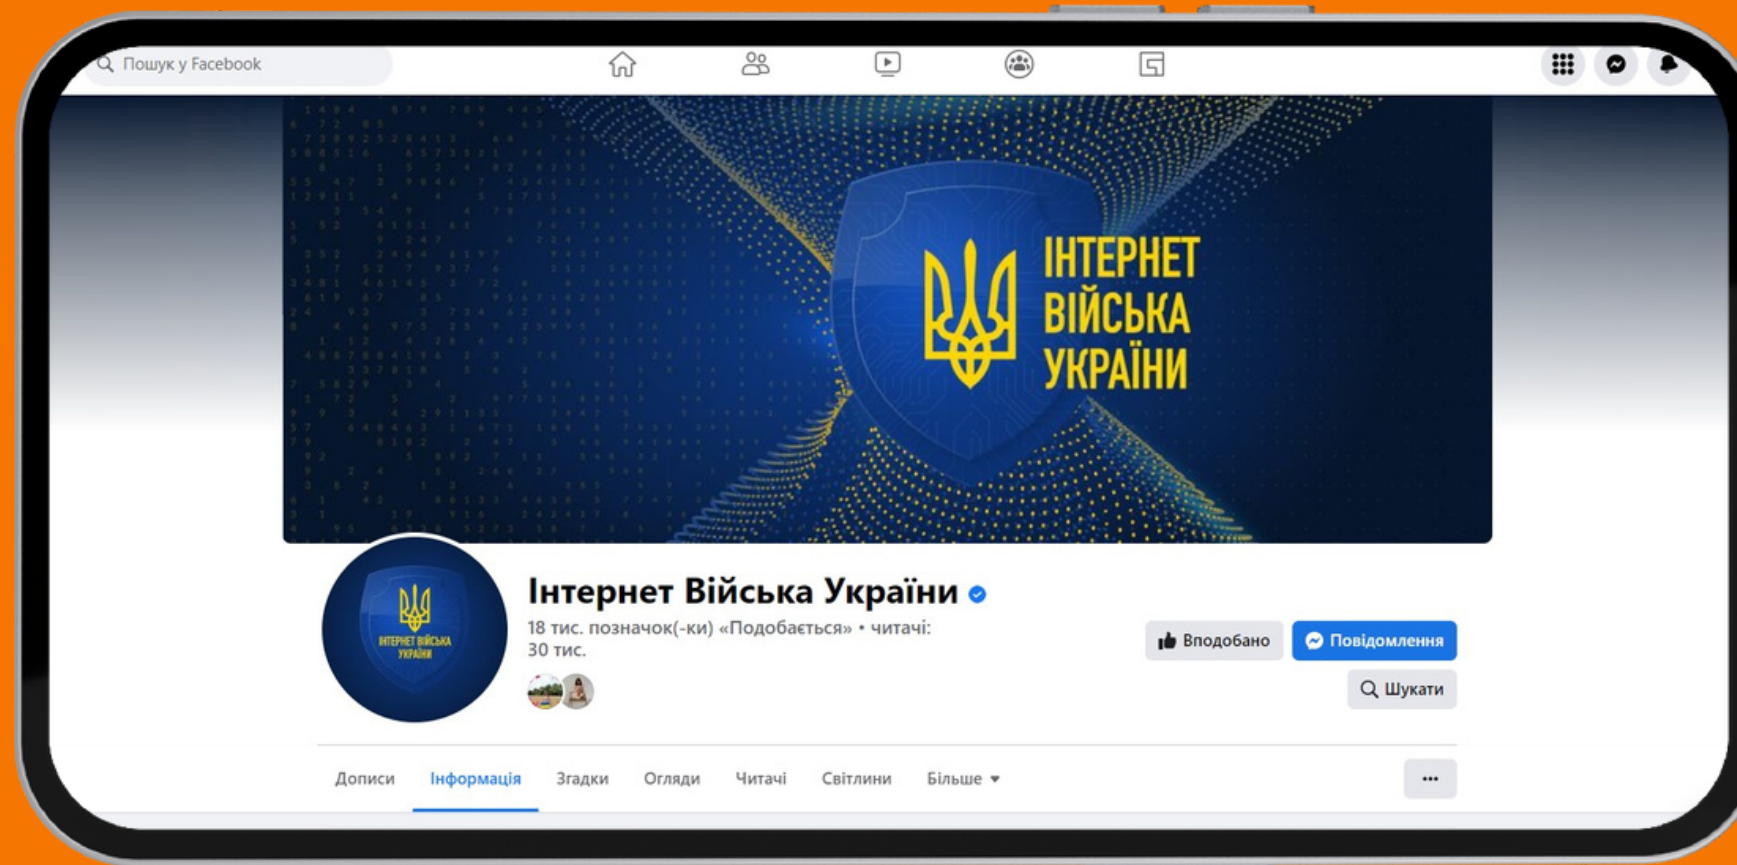 Пошук у Facebook
ІНТЕРНЕТ
ВІЙСЬКА
УКРАЇНИ
ІНТЕРНЕТ ВІЙСЬКА
УКРАЇНИ
Інтернет Війська України
18 тис. позначок(-ки) «Подобається» • читачі:
30 тис.
Вподобано
Повідомлення
Шукати
Дописи Інформація Згадки Огляди Читачі Світлини Більше